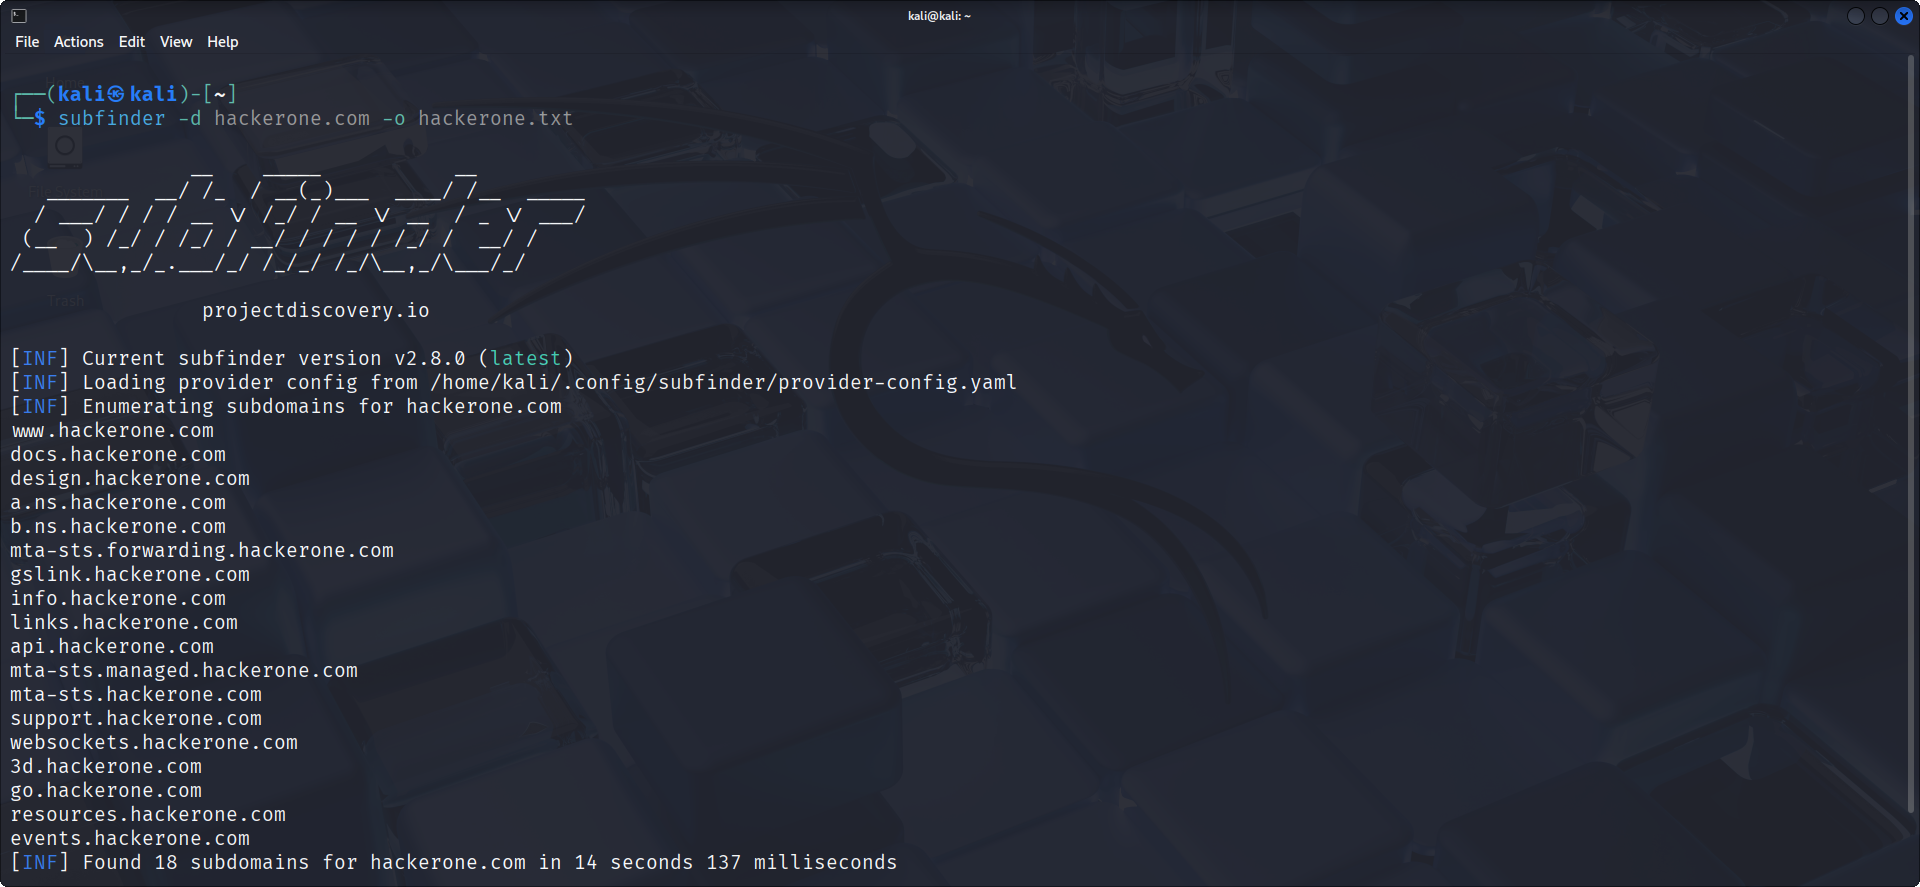 kali@kali: ~
File Actions Edit View Help
┌──(kali㉿kali)-[~]
└─$ subfinder -d hackerone.com -o hackerone.txt
               __    _____           __
   _______  __/ /_  / __(_)___  ____/ /__  _____
  / ___/ / / / __ \/ /_/ / __ \/ __  / _ \/ ___/
 (__  ) /_/ / /_/ / __/ / / / / /_/ /  __/ /
/____/\__,_/_.___/_/ /_/_/ /_/\__,_/\___/_/
projectdiscovery.io
[INF] Current subfinder version v2.8.0 (latest)
[INF] Loading provider config from /home/kali/.config/subfinder/provider-config.yaml
[INF] Enumerating subdomains for hackerone.com
www.hackerone.com
docs.hackerone.com
design.hackerone.com
a.ns.hackerone.com
b.ns.hackerone.com
mta-sts.forwarding.hackerone.com
gslink.hackerone.com
info.hackerone.com
links.hackerone.com
api.hackerone.com
mta-sts.managed.hackerone.com
mta-sts.hackerone.com
support.hackerone.com
websockets.hackerone.com
3d.hackerone.com
go.hackerone.com
resources.hackerone.com
events.hackerone.com
[INF] Found 18 subdomains for hackerone.com in 14 seconds 137 milliseconds
Home
File System
Trash